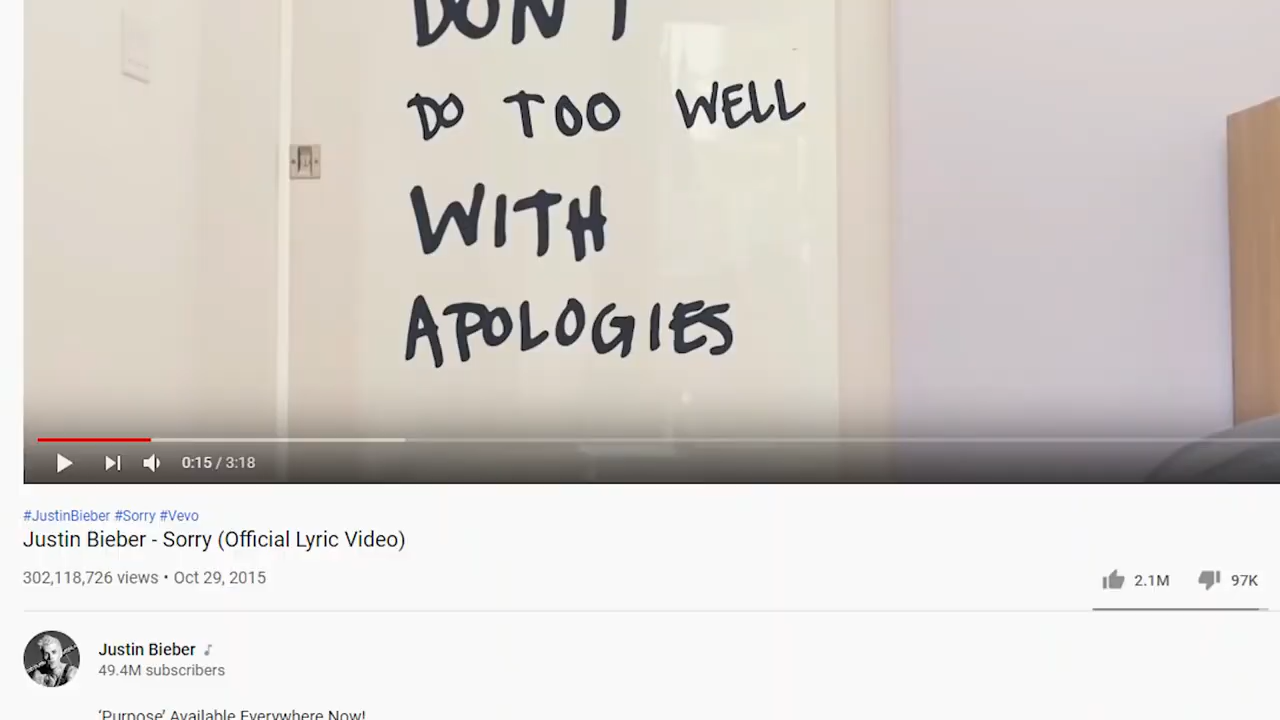 DON'T
DO TOO WELL
WITH
APOLOGIES
0:15 / 3:18
#JustinBieber #Sorry #Vevo
Justin Bieber - Sorry (Official Lyric Video)
302,118,726 views • Oct 29, 2015
2.1M 97K
Justin Bieber
49.4M subscribers
'Purpose' Available Everywhere Now!